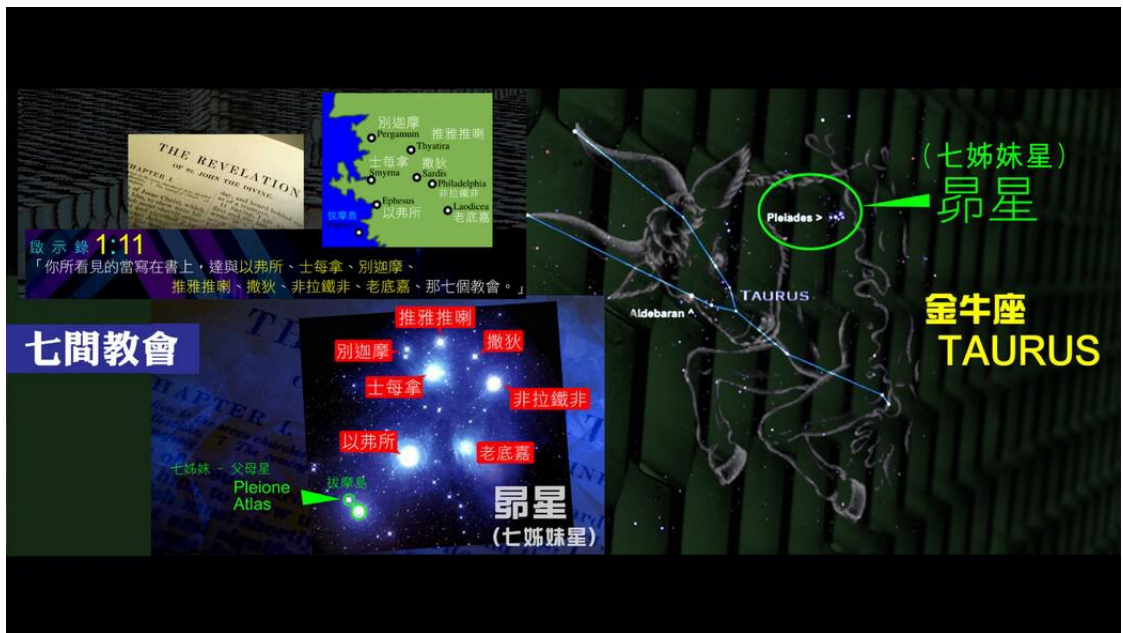 THE REVELATION
OF ST. JOHN THE DIVINE.
CHAPTER I.
別迦摩
Pergamum
推雅推喇
Thyatira
士每拿
Smyrna
撒狄
Sardis
Philadelphia
非拉鐵非
Ephesus
以弗所
Laodicea
老底嘉
拔摩島
啟示錄 1:11
「你所看見的當寫在書上，達與以弗所、士每拿、別迦摩、
推雅推喇、撒狄、非拉鐵非、老底嘉、那七個教會。」
七間教會
推雅推喇
別迦摩
撒狄
士每拿
非拉鐵非
以弗所
老底嘉
七姊妹 - 父母星
Pleione
Atlas
拔摩島
昴星
(七姊妹星)
(七姊妹星)
昴星
Pleiades >
TAURUS
Aldebaran ^
金牛座
TAURUS